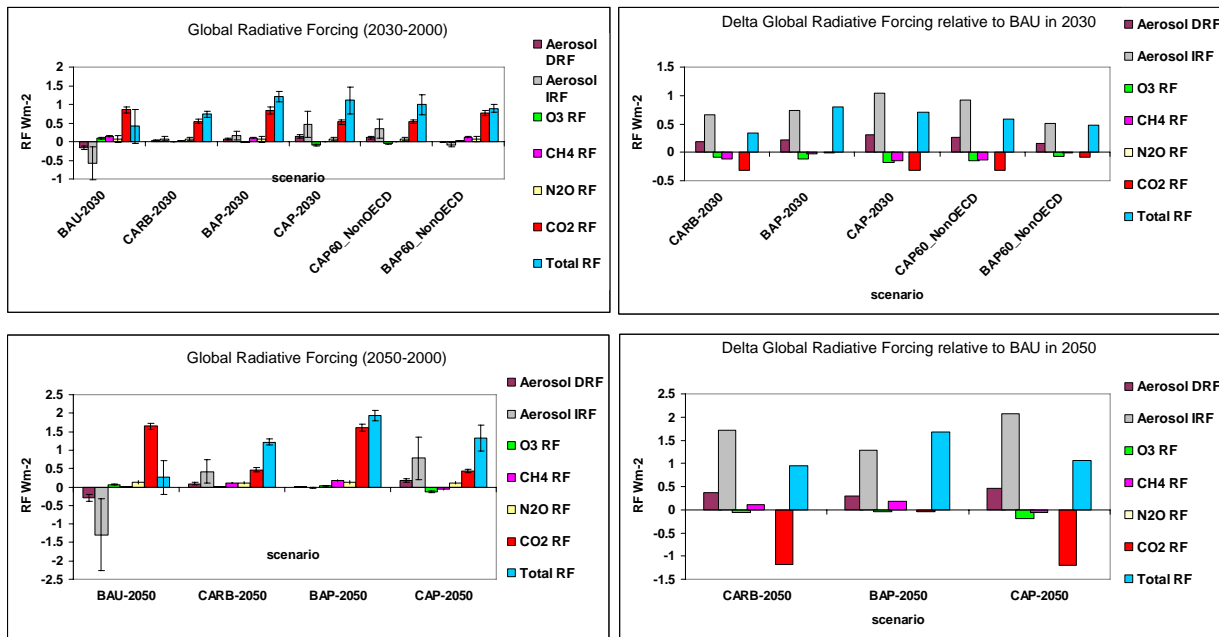 Global Radiative Forcing (2030-2000)
RF Wm-2
2
1.5
1
0.5
0
-0.5
-1
scenario
BAU-2030
CARB-2030
BAP-2030
CAP-2030
CAP60_NonOECD
BAP60_NonOECD
Aerosol
DRF
Aerosol
IRF
O3 RF
CH4 RF
N2O RF
CO2 RF
Total RF
Delta Global Radiative Forcing relative to BAU in 2030
RF Wm-2
1.5
1
0.5
0
-0.5
CARB-2030
BAP-2030
CAP-2030
CAP60_NonOECD
BAP60_NonOECD
scenario
Aerosol DRF
Aerosol IRF
O3 RF
CH4 RF
N2O RF
CO2 RF
Total RF
Global Radiative Forcing (2050-2000)
RF Wm-2
2.5
2
1.5
1
0.5
0
-0.5
-1
-1.5
-2
-2.5
scenario
BAU-2050
CARB-2050
BAP-2050
CAP-2050
Aerosol DRF
Aerosol IRF
O3 RF
CH4 RF
N2O RF
CO2 RF
Total RF
Delta Global Radiative Forcing relative to BAU in 2050
RF Wm-2
2.5
2
1.5
1
0.5
0
-0.5
-1
-1.5
CARB-2050
BAP-2050
CAP-2050
scenario
Aerosol DRF
Aerosol IRF
O3 RF
CH4 RF
N2O RF
CO2 RF
Total RF